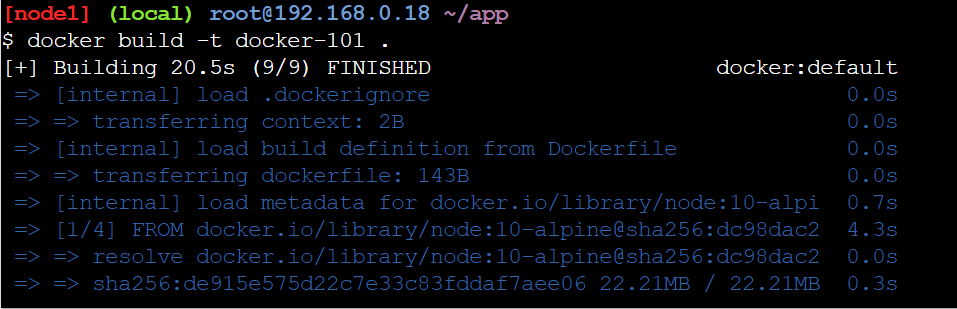 [node1] (local) root@192.168.0.18 ~/app
$ docker build -t docker-101 .
[+] Building 20.5s (9/9) FINISHED docker:default
=> [internal] load .dockerignore 0.0s
=> => transferring context: 2B 0.0s
=> [internal] load build definition from Dockerfile 0.0s
=> => transferring dockerfile: 143B 0.0s
=> [internal] load metadata for docker.io/library/node:10-alpi 0.7s
=> [1/4] FROM docker.io/library/node:10-alpine@sha256:dc98dac2 4.3s
=> => resolve docker.io/library/node:10-alpine@sha256:dc98dac2 0.0s
=> => sha256:de915e575d22c7e33c83fddaf7aee06 22.21MB / 22.21MB 0.3s